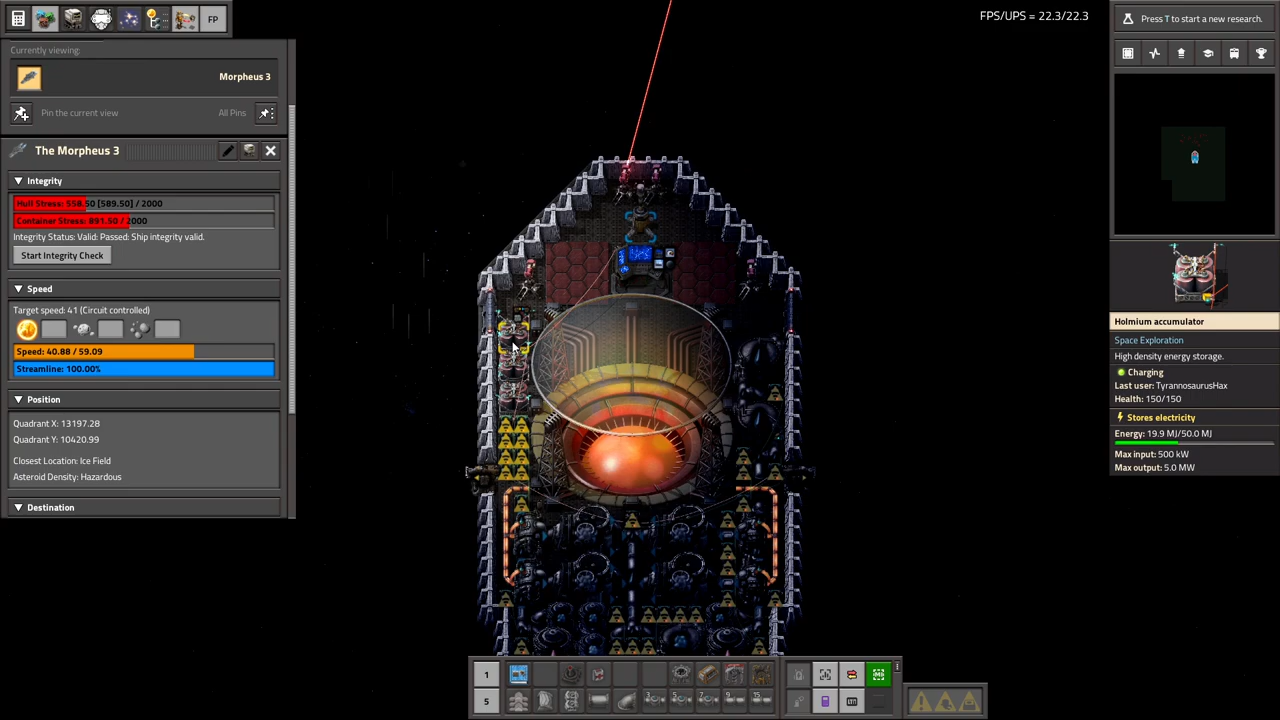 FP
Currently viewing:
Morpheus 3
Pin the current view
All Pins
The Morpheus 3
Integrity
Hull Stress: 558.50 [589.50] / 2000
Container Stress: 891.50 / 2000
Integrity Status: Valid: Passed: Ship integrity valid.
Start Integrity Check
Speed
Target speed: 41 (Circuit controlled)
Speed: 40.88 / 59.09
Streamline: 100.00%
Position
Quadrant X: 13197.28
Quadrant Y: 10420.99
Closest Location: Ice Field
Asteroid Density: Hazardous
Destination
FPS/UPS = 22.3/22.3
Press T to start a new research.
Holmium accumulator
Space Exploration
High density energy storage.
Charging
Last user: TyrannosaurusHax
Health: 150/150
Stores electricity
Energy: 19.9 MJ/50.0 MJ
Max input: 500 kW
Max output: 5.0 MW
1
5